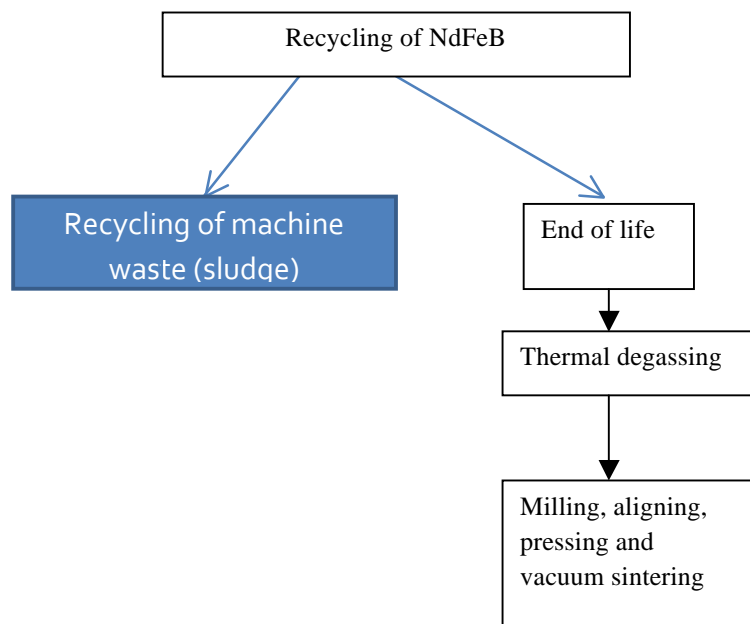 Recycling of NdFeB
Recycling of machine
waste (sludge)
End of life
Thermal degassing
Milling, aligning,
pressing and
vacuum sintering